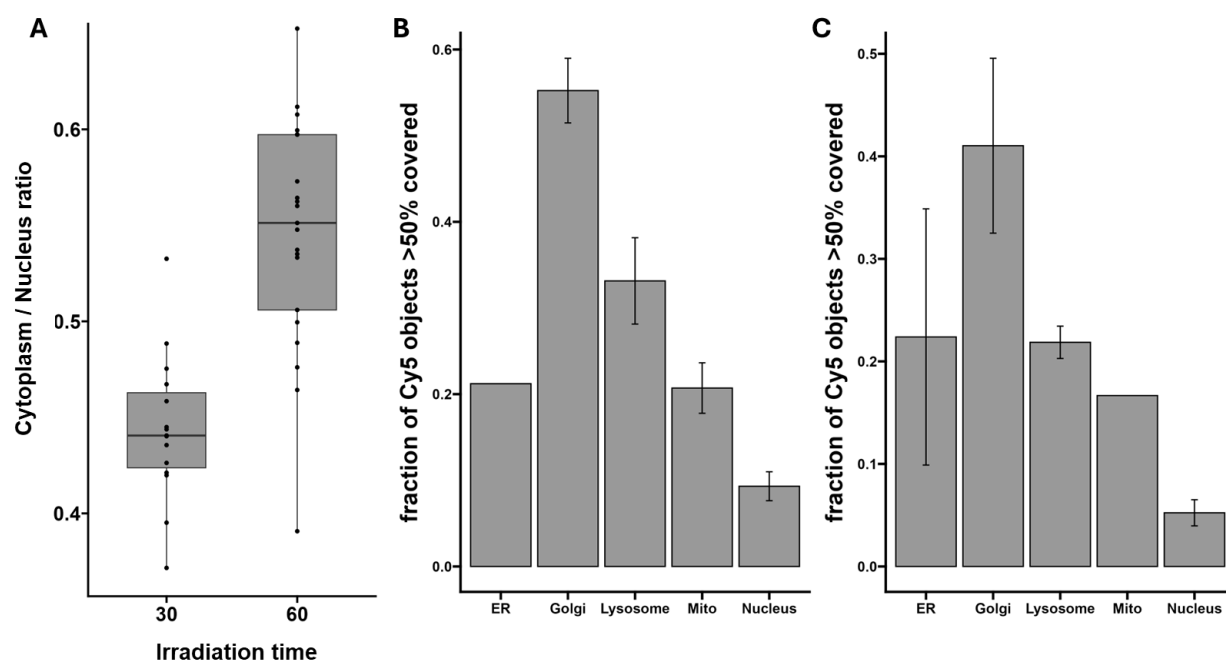 A
Cytoplasm / Nucleus ratio
0.6
0.5
0.4
30 60
Irradiation time
B
fraction of Cy5 objects >50% covered
0.6
0.4
0.2
0.0
ER Golgi Lysosome Mito Nucleus
C
fraction of Cy5 objects >50% covered
0.5
0.4
0.3
0.2
0.1
0.0
ER Golgi Lysosome Mito Nucleus